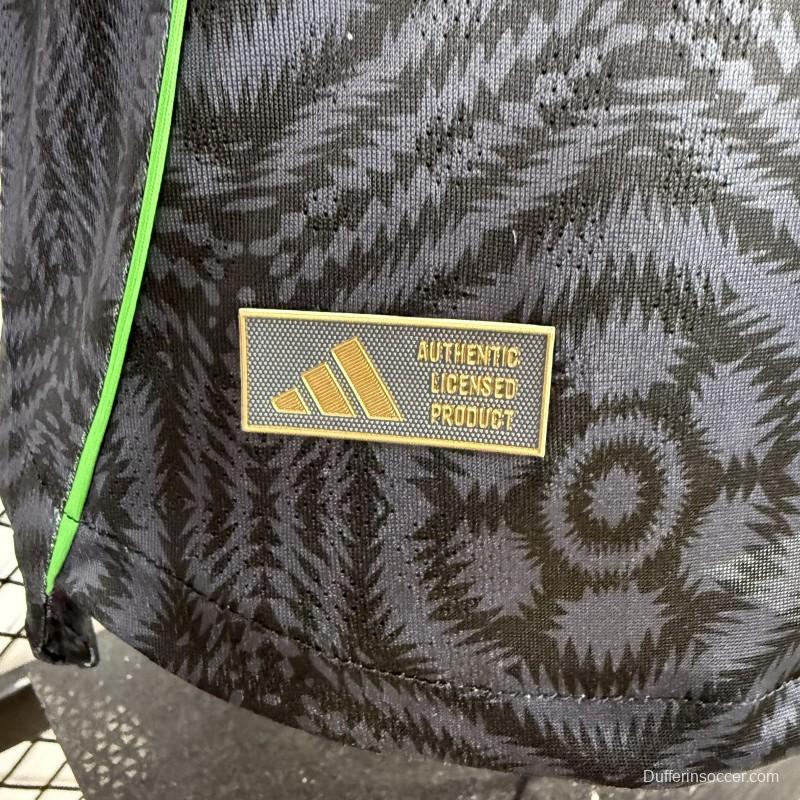 AUTHENTIC
LICENSED
PRODUCT
Dufferinsoccer.com